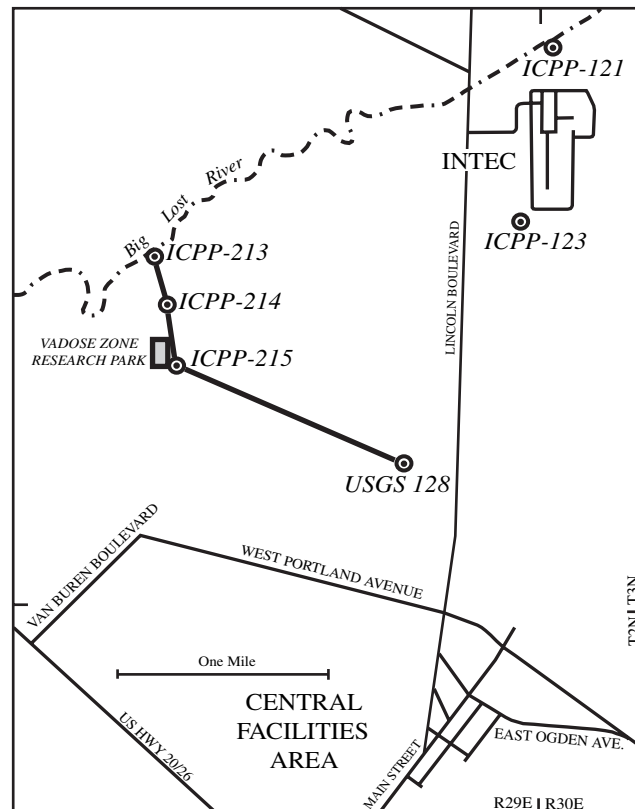 ICPP-121
INTEC
ICPP-123
Big Lost River
ICPP-213
ICPP-214
VADOSE ZONE
RESEARCH PARK
ICPP-215
LINCOLN BOULEVARD
USGS 128
VAN BUREN BOULEVARD
WEST PORTLAND AVENUE
T2N T3N
One Mile
CENTRAL
FACILITIES
AREA
US HWY 20/26
MAIN STREET
EAST OGDEN AVE.
R29E R30E